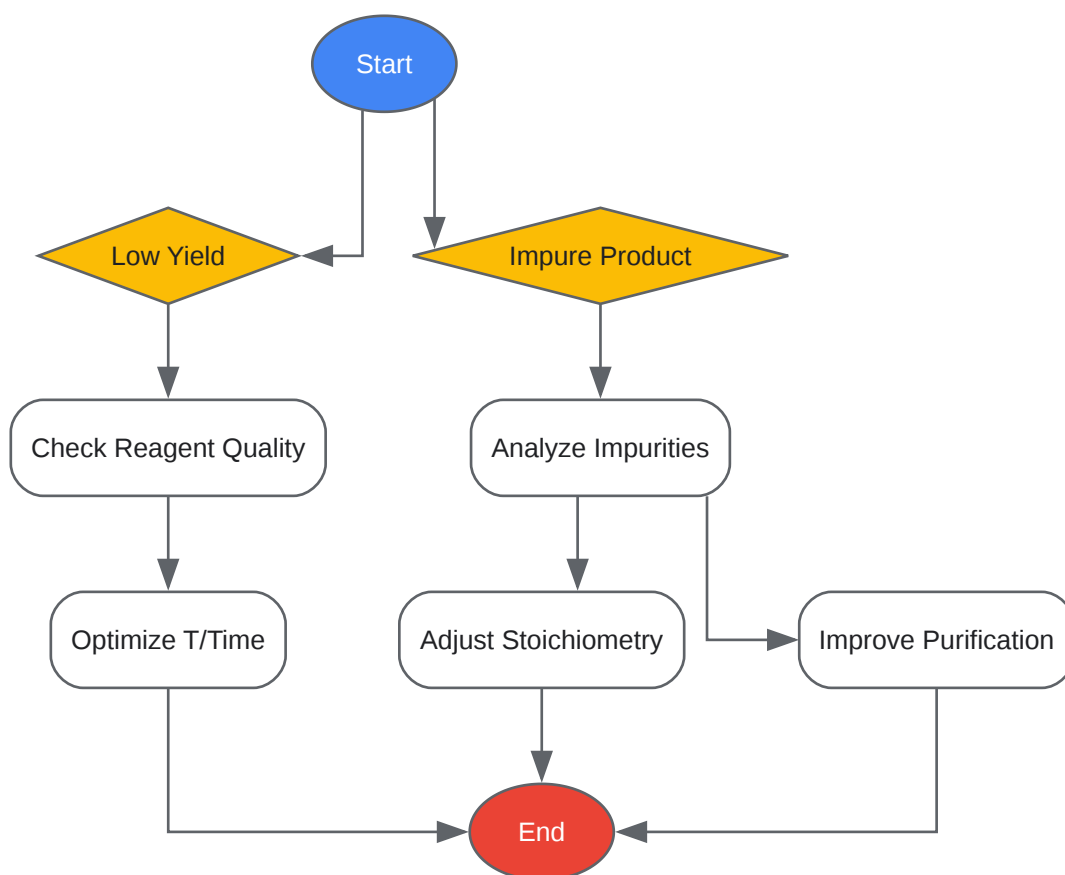 Start
Low Yield
Impure Product
Check Reagent Quality
Analyze Impurities
Optimize T/Time
Adjust Stoichiometry
Improve Purification
End